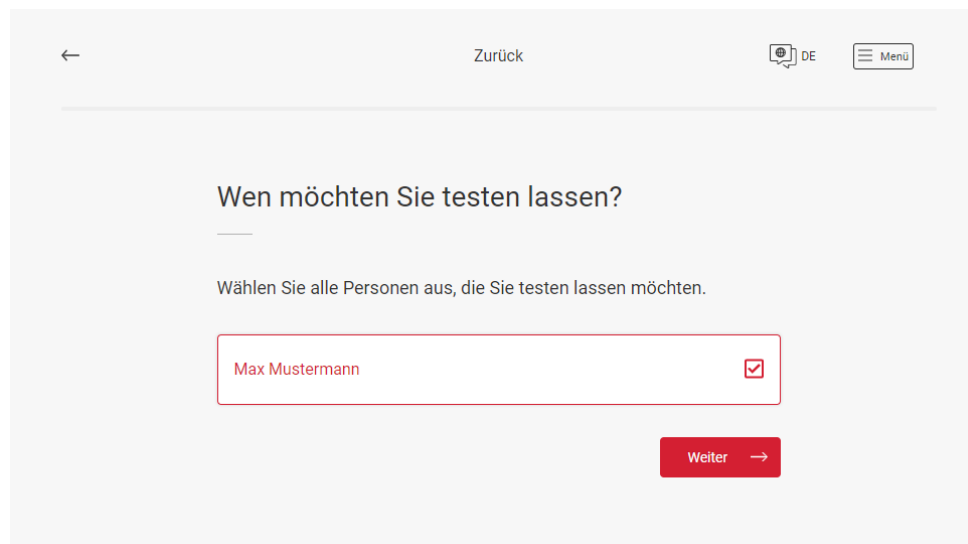 Zurück
DE
Menü
Wen möchten Sie testen lassen?
Wählen Sie alle Personen aus, die Sie testen lassen möchten.
Max Mustermann
Weiter